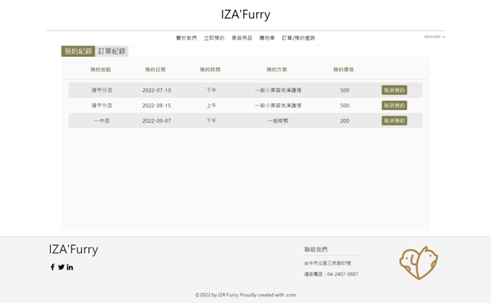 IZA'Furry
關於我們 立即預約 食品用品 購物車 訂單/預約查詢
Kenneth
預約紀錄 訂單紀錄
預約地點 預約日期 預約時間 預約方案 預約價格
逢甲分店 2022-07-10 下午 一般小美容洗澡護理 500 取消預約
逢甲分店 2022-08-15 上午 一般小美容洗澡護理 500 取消預約
一中店 2022-09-07 下午 一般修剪 200 取消預約
IZA'Furry
聯絡我們
台中市北區三民路87號
連絡電話:04-2407-9887
©2022 by IZA'Furry. Proudly created with .com